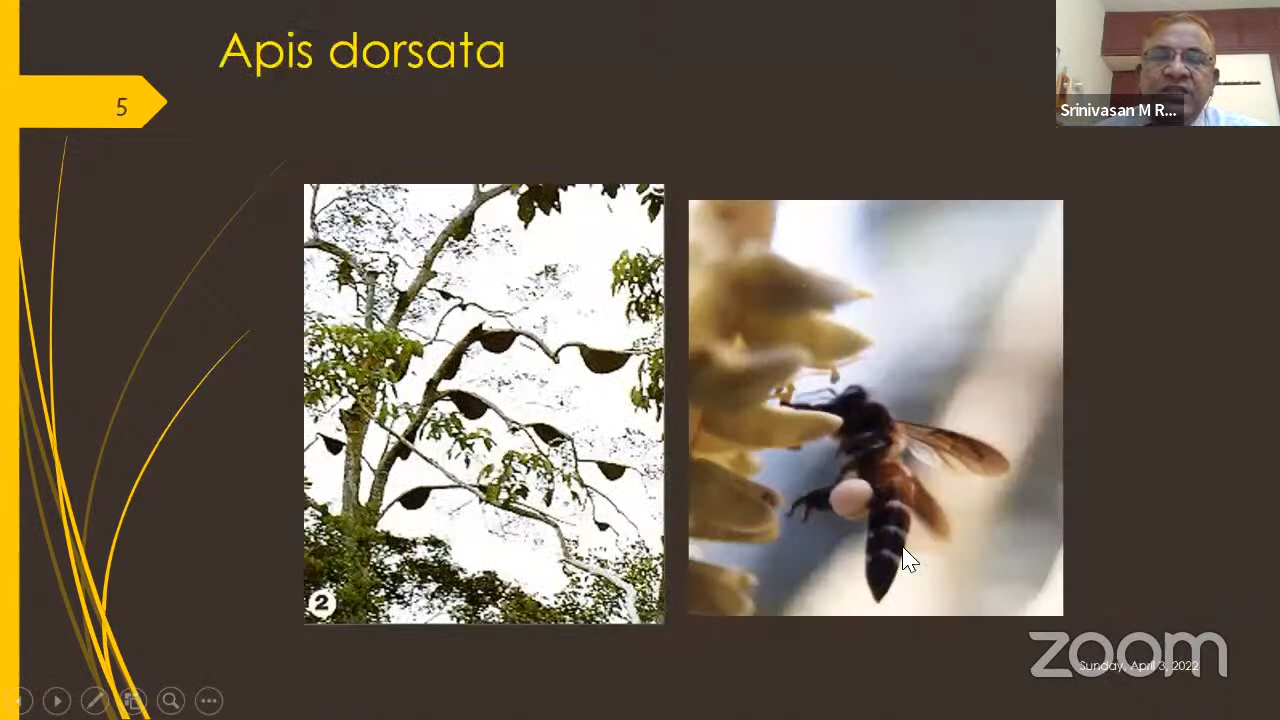 Apis dorsata
5
Srinivasan M R...
2
zoom
Sunday, April 3, 2022